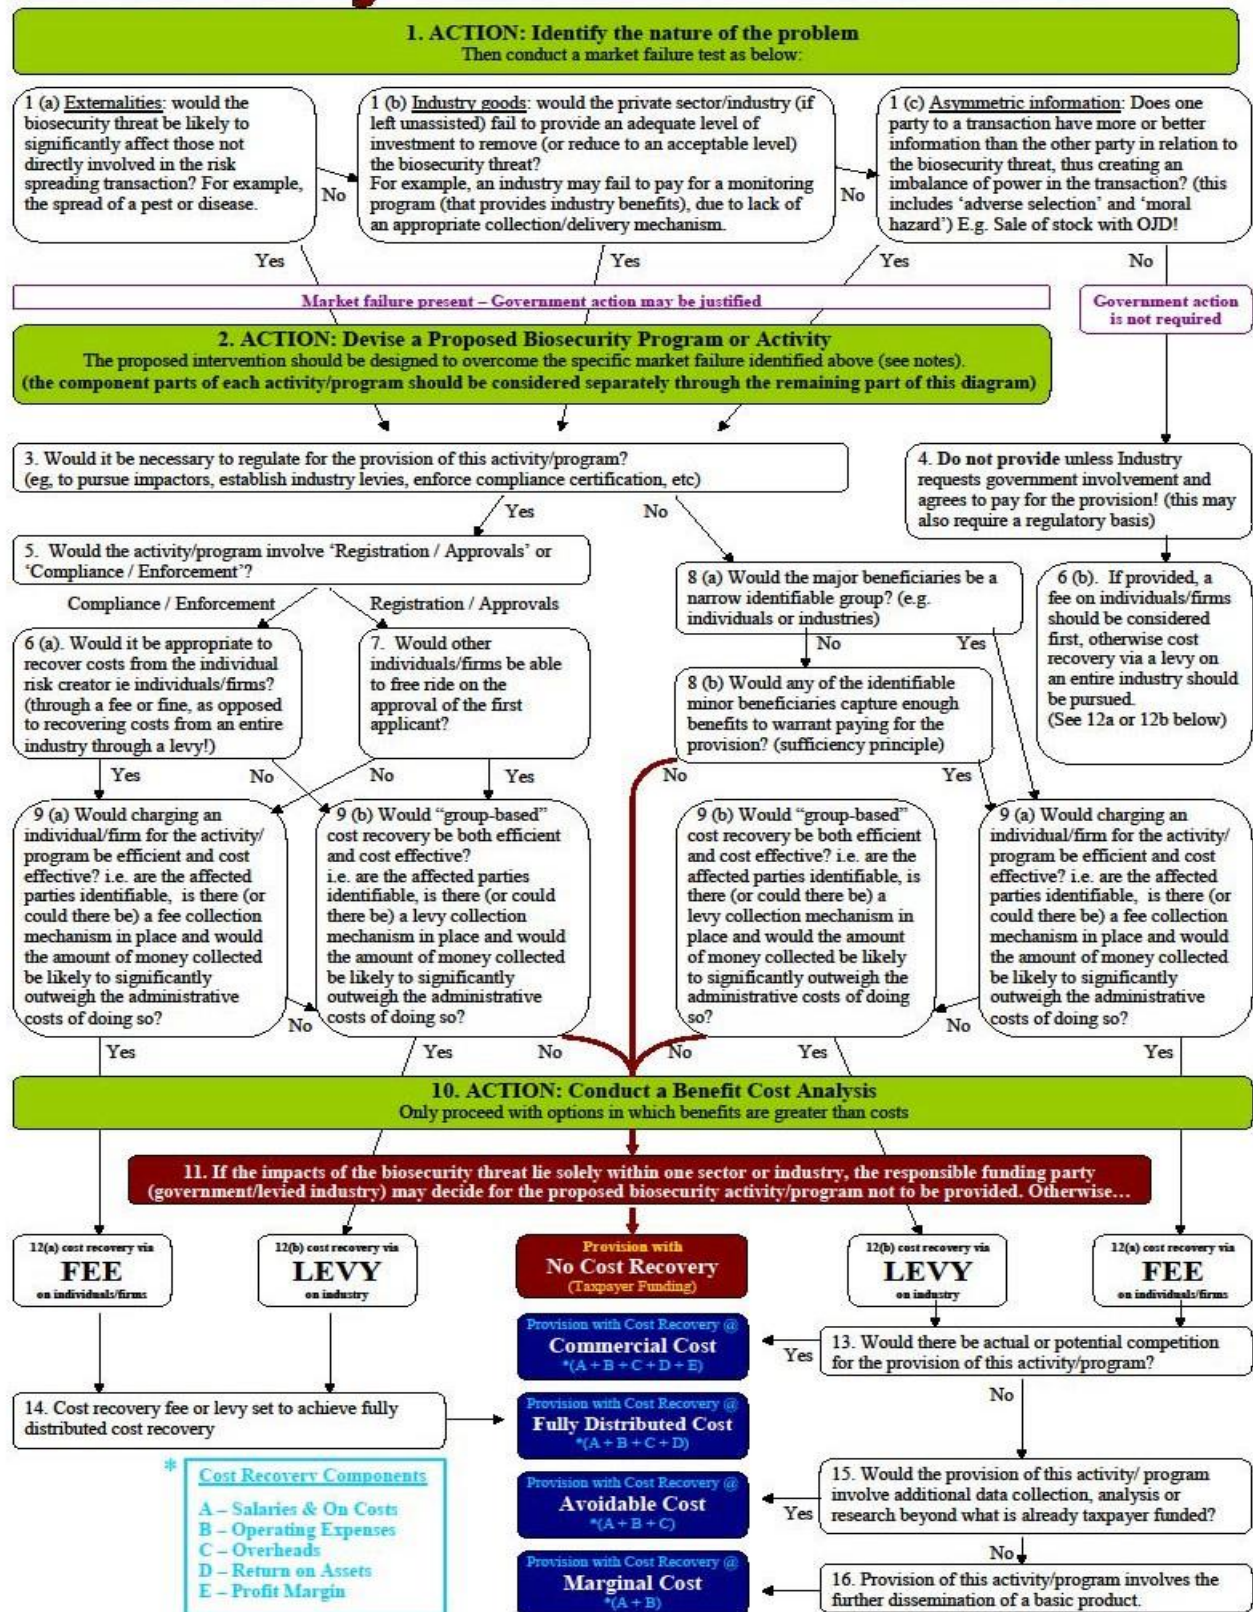 1. ACTION: Identify the nature of the problem
Then conduct a market failure test as below:
1 (a) Externalities: would the
biosecurity threat be likely to
significantly affect those not
directly involved in the risk
spreading transaction? For example,
the spread of a pest or disease.
No
1 (b) Industry goods: would the private sector/industry (if
left unassisted) fail to provide an adequate level of
investment to remove (or reduce to an acceptable level)
the biosecurity threat?
For example, an industry may fail to pay for a monitoring
program (that provides industry benefits), due to lack of
an appropriate collection/delivery mechanism.
No
1 (c) Asymmetric information: Does one
party to a transaction have more or better
information than the other party in relation to
the biosecurity threat, thus creating an
imbalance of power in the transaction? (this
includes ‘adverse selection’ and ‘moral
hazard’) E.g. Sale of stock with OJD!
Yes
Yes
Yes
No
Market failure present – Government action may be justified
Government action
is not required
2. ACTION: Devise a Proposed Biosecurity Program or Activity
The proposed intervention should be designed to overcome the specific market failure identified above (see notes).
(the component parts of each activity/program should be considered separately through the remaining part of this diagram)
3. Would it be necessary to regulate for the provision of this activity/program?
(eg, to pursue impactors, establish industry levies, enforce compliance certification, etc)
4. Do not provide unless Industry
requests government involvement and
agrees to pay for the provision! (this may
also require a regulatory basis)
Yes
No
5. Would the activity/program involve ‘Registration / Approvals’ or
‘Compliance / Enforcement’?
Compliance / Enforcement
Registration / Approvals
8 (a) Would the major beneficiaries be a
narrow identifiable group? (e.g.
individuals or industries)
6 (b). If provided, a
fee on individuals/firms
should be considered
first, otherwise cost
recovery via a levy on
an entire industry should
be pursued.
(See 12a or 12b below)
6 (a). Would it be appropriate to
recover costs from the individual
risk creator ie individuals/firms?
(through a fee or fine, as opposed
to recovering costs from an entire
industry through a levy!)
7. Would other
individuals/firms be able
to free ride on the
approval of the first
applicant?
No
Yes
8 (b) Would any of the identifiable
minor beneficiaries capture enough
benefits to warrant paying for the
provision? (sufficiency principle)
Yes
No
No
Yes
No
Yes
9 (a) Would charging an
individual/firm for the activity/
program be efficient and cost
effective? i.e. are the affected
parties identifiable, is there (or
could there be) a fee collection
mechanism in place and would
the amount of money collected
be likely to significantly
outweigh the administrative
costs of doing so?
No
9 (b) Would “group-based”
cost recovery be both efficient
and cost effective?
i.e. are the affected parties
identifiable, is there (or could
there be) a levy collection
mechanism in place and would
the amount of money collected
be likely to significantly
outweigh the administrative
costs of doing so?
9 (b) Would “group-based”
cost recovery be both efficient
and cost effective? i.e. are the
affected parties identifiable, is
there (or could there be) a
levy collection mechanism in
place and would the amount
of money collected be likely
to significantly outweigh the
administrative costs of doing
so?
No
9 (a) Would charging an
individual/firm for the activity/
program be efficient and cost
effective? i.e. are the affected
parties identifiable, is there (or
could there be) a fee collection
mechanism in place and would
the amount of money collected
be likely to significantly
outweigh the administrative
costs of doing so?
Yes
Yes
No
No
Yes
Yes
10. ACTION: Conduct a Benefit Cost Analysis
Only proceed with options in which benefits are greater than costs
11. If the impacts of the biosecurity threat lie solely within one sector or industry, the responsible funding party
(government/levied industry) may decide for the proposed biosecurity activity/program not to be provided. Otherwise…
12(a) cost recovery via
FEE
on individuals/firms
12(b) cost recovery via
LEVY
on industry
Provision with
No Cost Recovery
(Taxpayer Funding)
12(b) cost recovery via
LEVY
on industry
12(a) cost recovery via
FEE
on individuals/firms
Provision with Cost Recovery @
Commercial Cost
*(A + B + C + D + E)
Yes
13. Would there be actual or potential competition
for the provision of this activity/program?
No
14. Cost recovery fee or levy set to achieve fully
distributed cost recovery
Provision with Cost Recovery @
Fully Distributed Cost
*(A + B + C + D)
*
Cost Recovery Components
A – Salaries & On Costs
B – Operating Expenses
C – Overheads
D – Return on Assets
E – Profit Margin
Provision with Cost Recovery @
Avoidable Cost
*(A + B + C)
Yes
15. Would the provision of this activity/ program
involve additional data collection, analysis or
research beyond what is already taxpayer funded?
No
Provision with Cost Recovery @
Marginal Cost
*(A + B)
16. Provision of this activity/program involves the
further dissemination of a basic product.